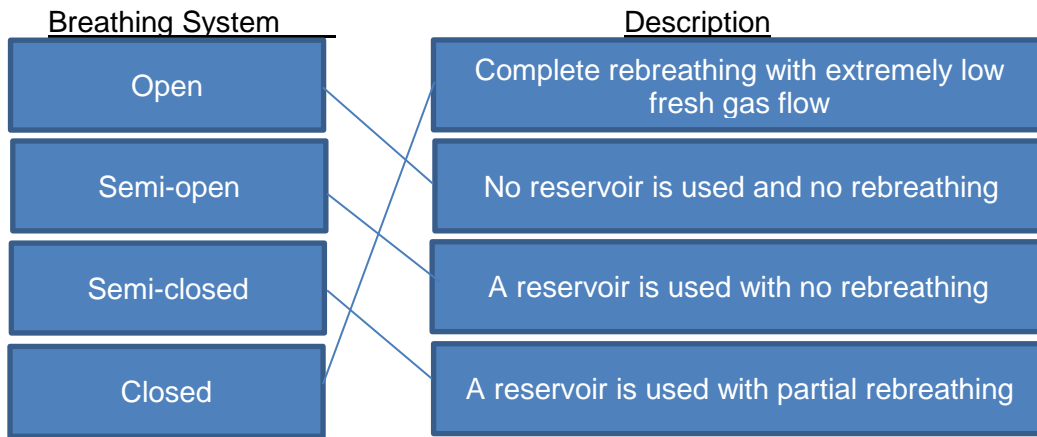 Breathing System
Description
Open
Complete rebreathing with extremely low
fresh gas flow
Semi-open
No reservoir is used and no rebreathing
Semi-closed
A reservoir is used with no rebreathing
Closed
A reservoir is used with partial rebreathing